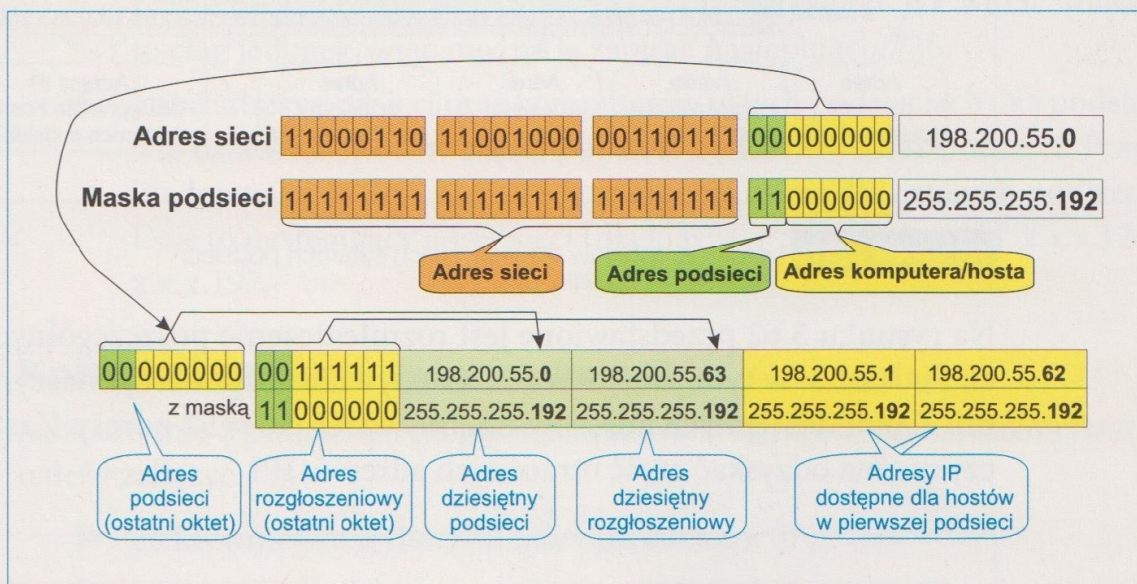 Adres sieci 11000110 11001000 00110111 00000000 198.200.55.0
Maska podsieci 11111111 11111111 11111111 11000000 255.255.255.192
Adres sieci Adres podsieci Adres komputera/hosta
00000000 00111111 198.200.55.0 198.200.55.63 198.200.55.1 198.200.55.62
z maską 11000000 255.255.255.192 255.255.255.192 255.255.255.192 255.255.255.192
Adres
podsieci
(ostatni oktet)
Adres
rozgłoszeniowy
(ostatni oktet)
Adres
dziesiętny
podsieci
Adres
dziesiętny
rozgłoszeniowy
Adresy IP
dostępne dla hostów
w pierwszej podsieci